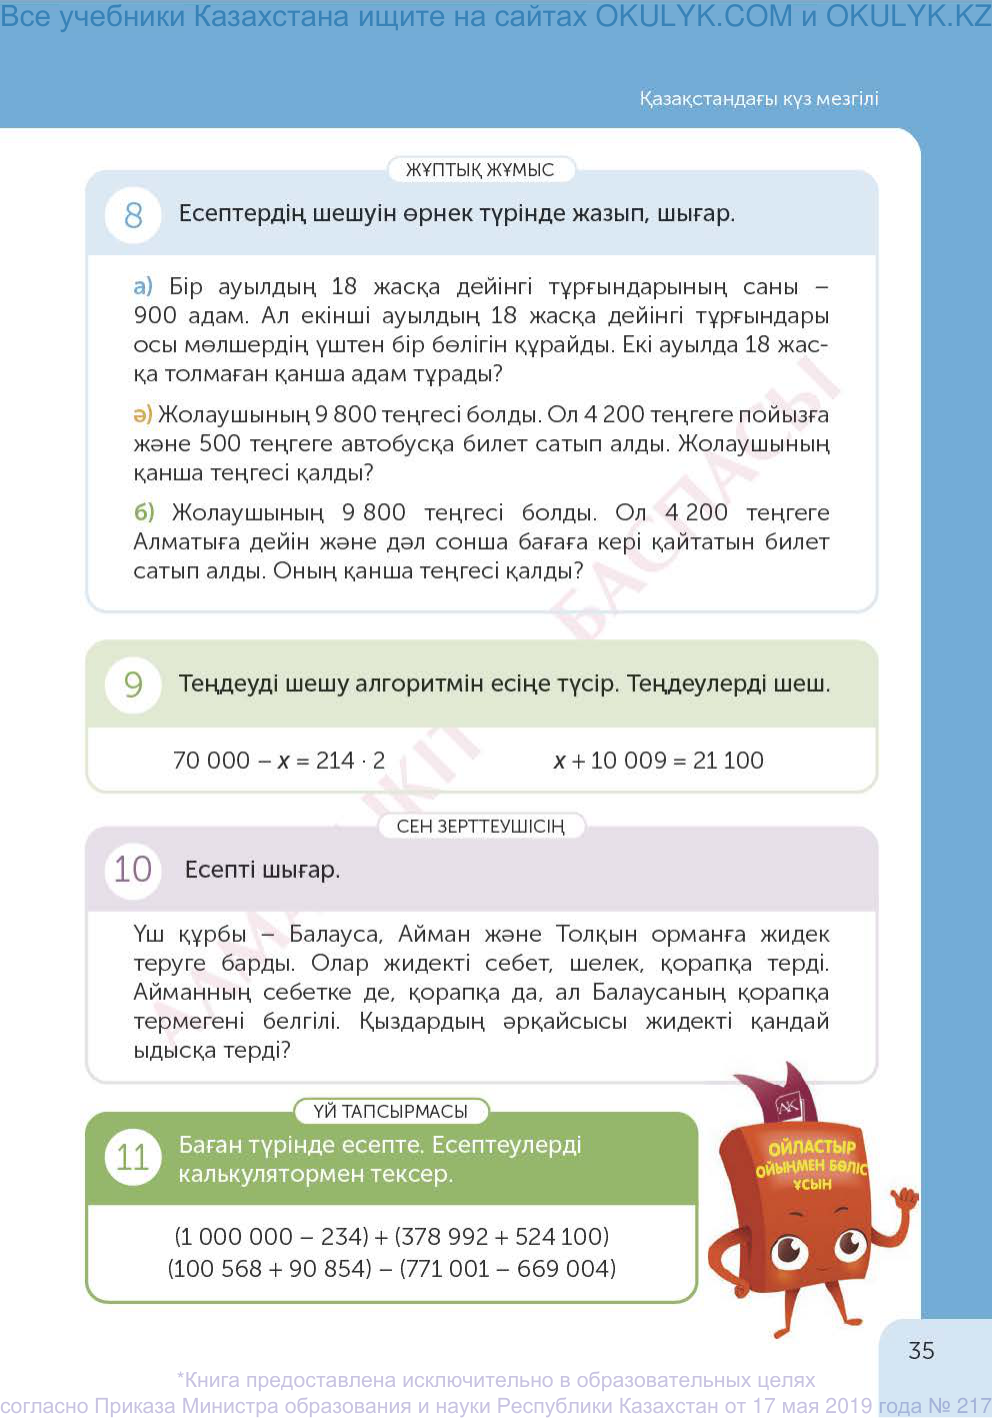 Все учебники Казахстана ищите на сайтах OKULYK.COM и OKULYK.KZ
Қазақстандағы күз мезгілі
ЖҰПТЫҚ ЖҰМЫС
8 Есептердің шешуін өрнек түрінде жазып, шығар.
а) Бір ауылдың 18 жасқа дейінгі тұрғындарының саны –
900 адам. Ал екінші ауылдың 18 жасқа дейінгі тұрғындары
осы мөлшердің үштен бір бөлігін құрайды. Екі ауылда 18 жас-
қа толмаған қанша адам тұрады?
ә) Жолаушының 9 800 теңгесі болды. Ол 4 200 теңгеге пойызға
және 500 теңгеге автобусқа билет сатып алды. Жолаушының
қанша теңгесі қалды?
б) Жолаушының 9 800 теңгесі болды. Ол 4 200 теңгеге
Алматыға дейін және дәл сонша бағаға кері қайтатын билет
сатып алды. Оның қанша теңгесі қалды?
9 Теңдеуді шешу алгоритмін есіңе түсір. Теңдеулерді шеш.
70 000 – x = 214 · 2 x + 10 009 = 21 100
СЕН ЗЕРТТЕУШІСІҢ
10 Есепті шығар.
Үш құрбы – Балауса, Айман және Толқын орманға жидек
теруге барды. Олар жидекті себет, шелек, қорапқа терді.
Айманның себетке де, қорапқа да, ал Балаусаның қорапқа
термегені белгілі. Қыздардың әрқайсысы жидекті қандай
ыдысқа терді?
ҮЙ ТАПСЫРМАСЫ
11 Баған түрінде есепте. Есептеулерді
калькулятормен тексер.
(1 000 000 – 234) + (378 992 + 524 100)
(100 568 + 90 854) – (771 001 – 669 004)
АК
ОЙЛАСТЫР
ОЙЫҢМЕН БӨЛІС
ҰСЫН
35
*Книга предоставлена исключительно в образовательных целях
согласно Приказа Министра образования и науки Республики Казахстан от 17 мая 2019 года № 217